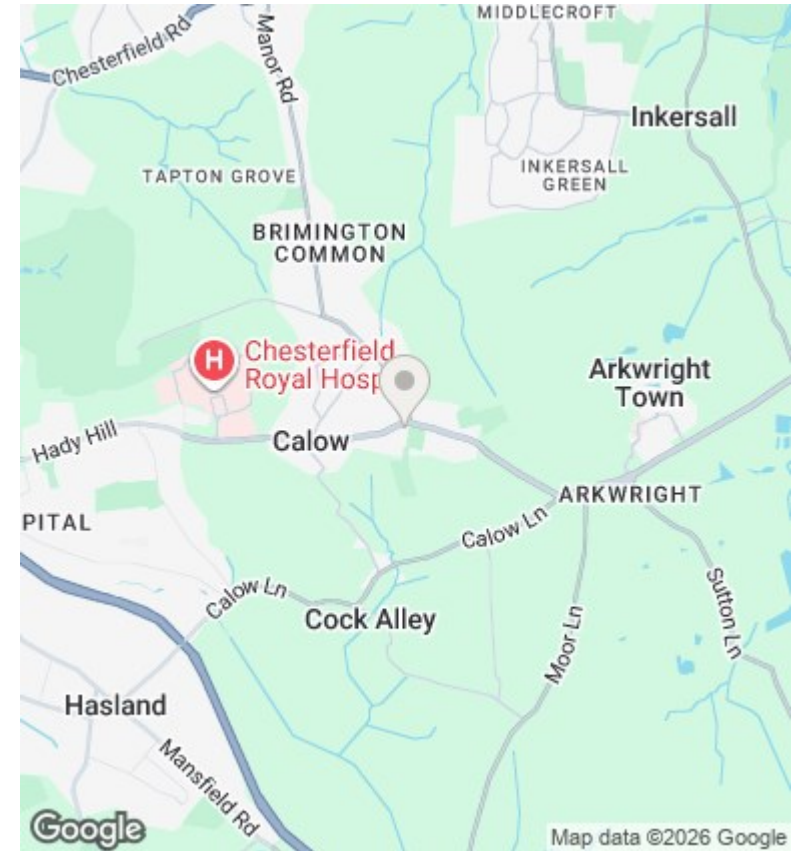 MIDDLECROFT
Chesterfield Rd
Manor Rd
Inkersall
INKERSALL
GREEN
TAPTON GROVE
BRIMINGTON
COMMON
H
Chesterfield
Royal Hosp
Arkwright
Town
Hady Hill
Calow
ARKWRIGHT
PITAL
Calow Ln
Calow Ln
Cock Alley
Sutton Ln
Moor Ln
Hasland
Mansfield Rd
Google
Map data ©2026 Google